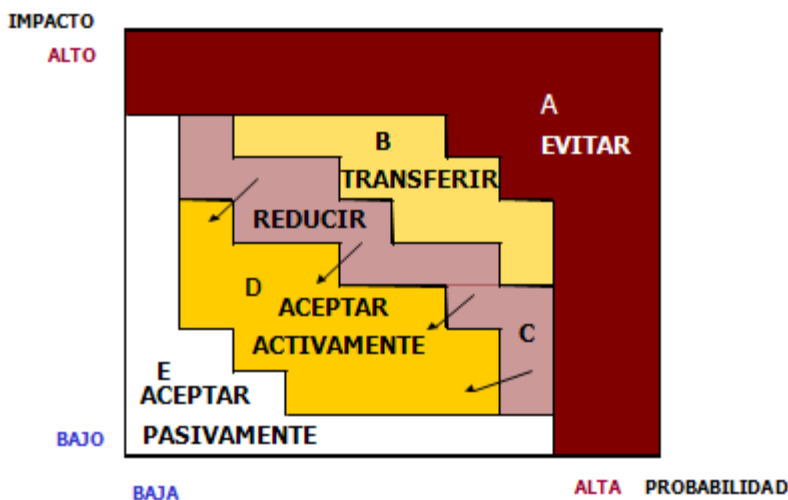 IMPACTO
ALTO
A
EVITAR
B
TRANSFERIR
REDUCIR
D
ACEPTAR
ACTIVAMENTE
C
E
ACEPTAR
PASIVAMENTE
BAJO
BAJA
ALTA PROBABILIDAD